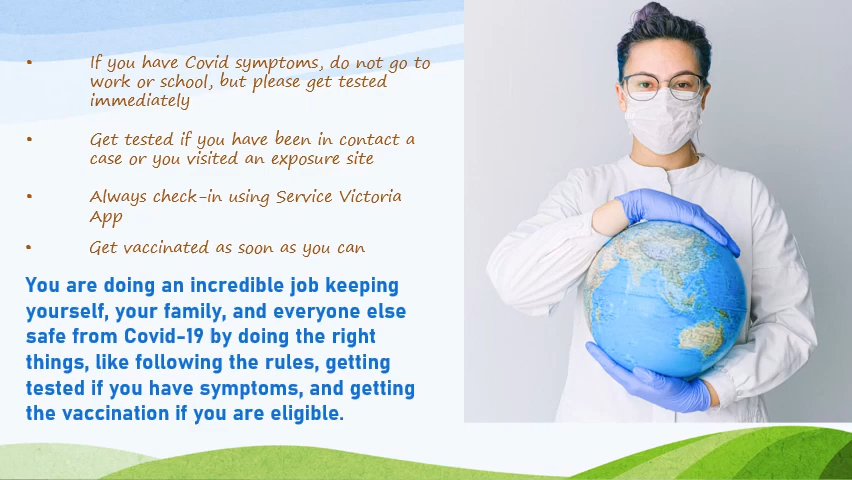 • If you have Covid symptoms, do not go to
work or school, but please get tested
immediately
• Get tested if you have been in contact a
case or you visited an exposure site
• Always check-in using Service Victoria
App
• Get vaccinated as soon as you can
You are doing an incredible job keeping
yourself, your family, and everyone else
safe from Covid-19 by doing the right
things, like following the rules, getting
tested if you have symptoms, and getting
the vaccination if you are eligible.